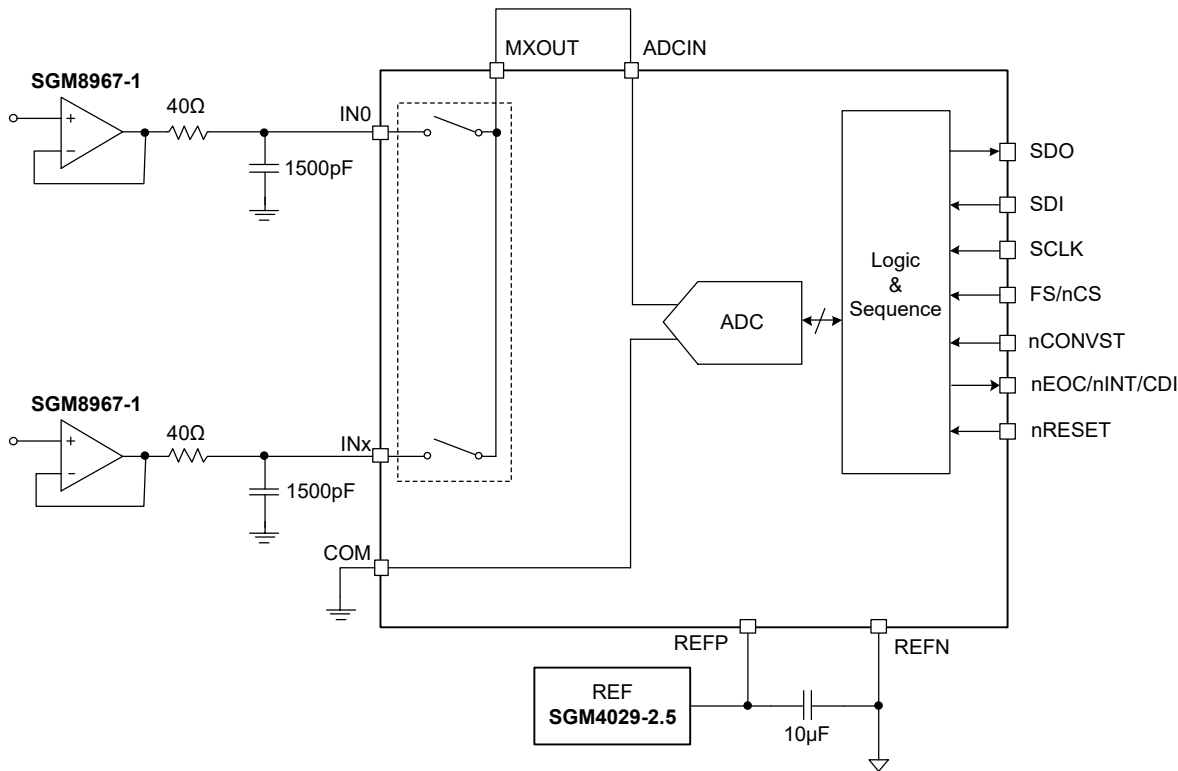 MXOUT
ADCIN
SGM8967-1
40Ω
IN0
1500pF
SDO
SDI
SCLK
FS/nCS
nCONVST
nEOC/nINT/CDI
nRESET
Logic
&
Sequence
ADC
SGM8967-1
40Ω
INx
1500pF
COM
REFP
REFN
REF
SGM4029-2.5
10μF